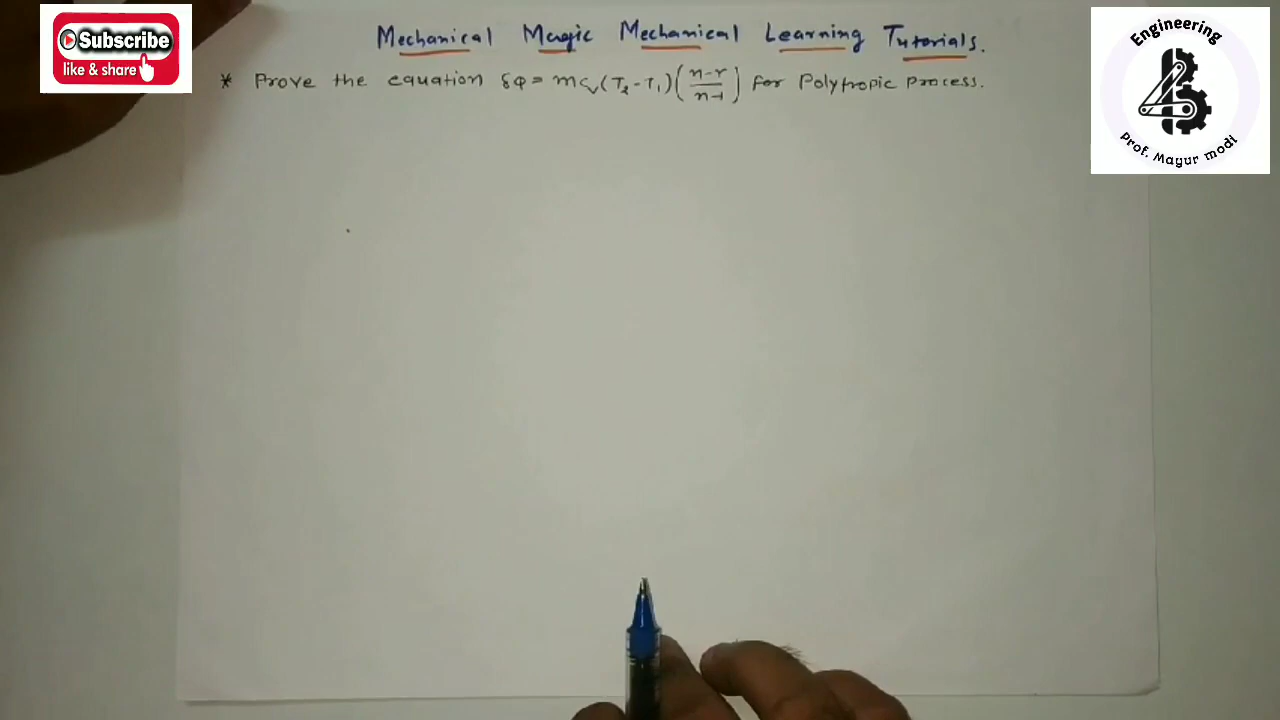 Subscribe
like & share
Mechanical Magic Mechanical Learning Tutorials.
* Prove the equation δQ = mCv(T2-T1)(n-r/n-1) for Polytropic Process.
Engineering
Prof. Mayur modi